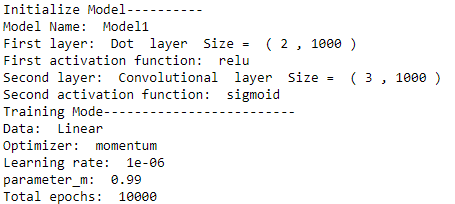 Initialize Model----------
Model Name:  Model1
First layer:  Dot  layer  Size =  ( 2 , 1000 )
First activation function:  relu
Second layer:  Convolutional  layer  Size =  ( 3 , 1000 )
Second activation function:  sigmoid
Training Mode-------------------------
Data:  Linear
Optimizer:  momentum
Learning rate:  1e-06
parameter_m:  0.99
Total epochs:  10000